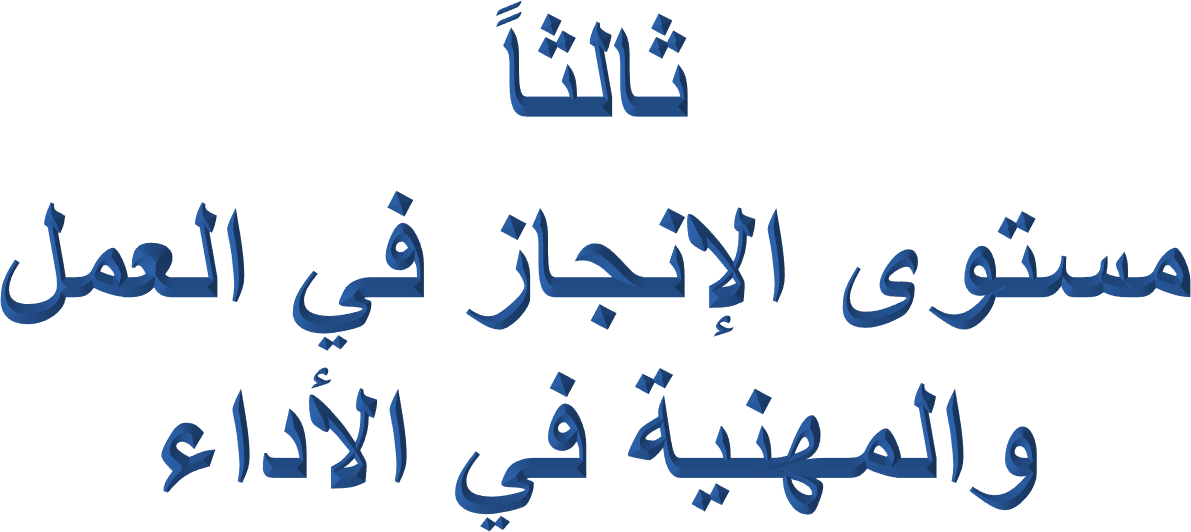 ثالثاً
مستوى الإنجاز في العمل
والمهنية في الأداء